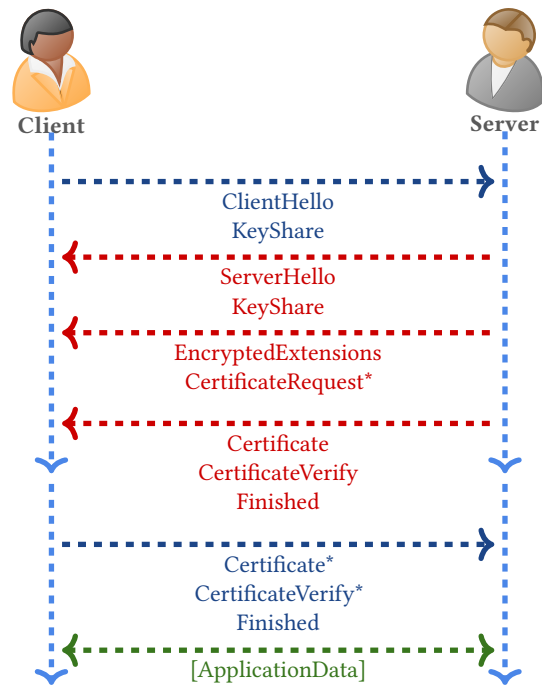 Client
Server
ClientHello
KeyShare
ServerHello
KeyShare
EncryptedExtensions
CertificateRequest*
Certificate
CertificateVerify
Finished
Certificate*
CertificateVerify*
Finished
[ApplicationData]